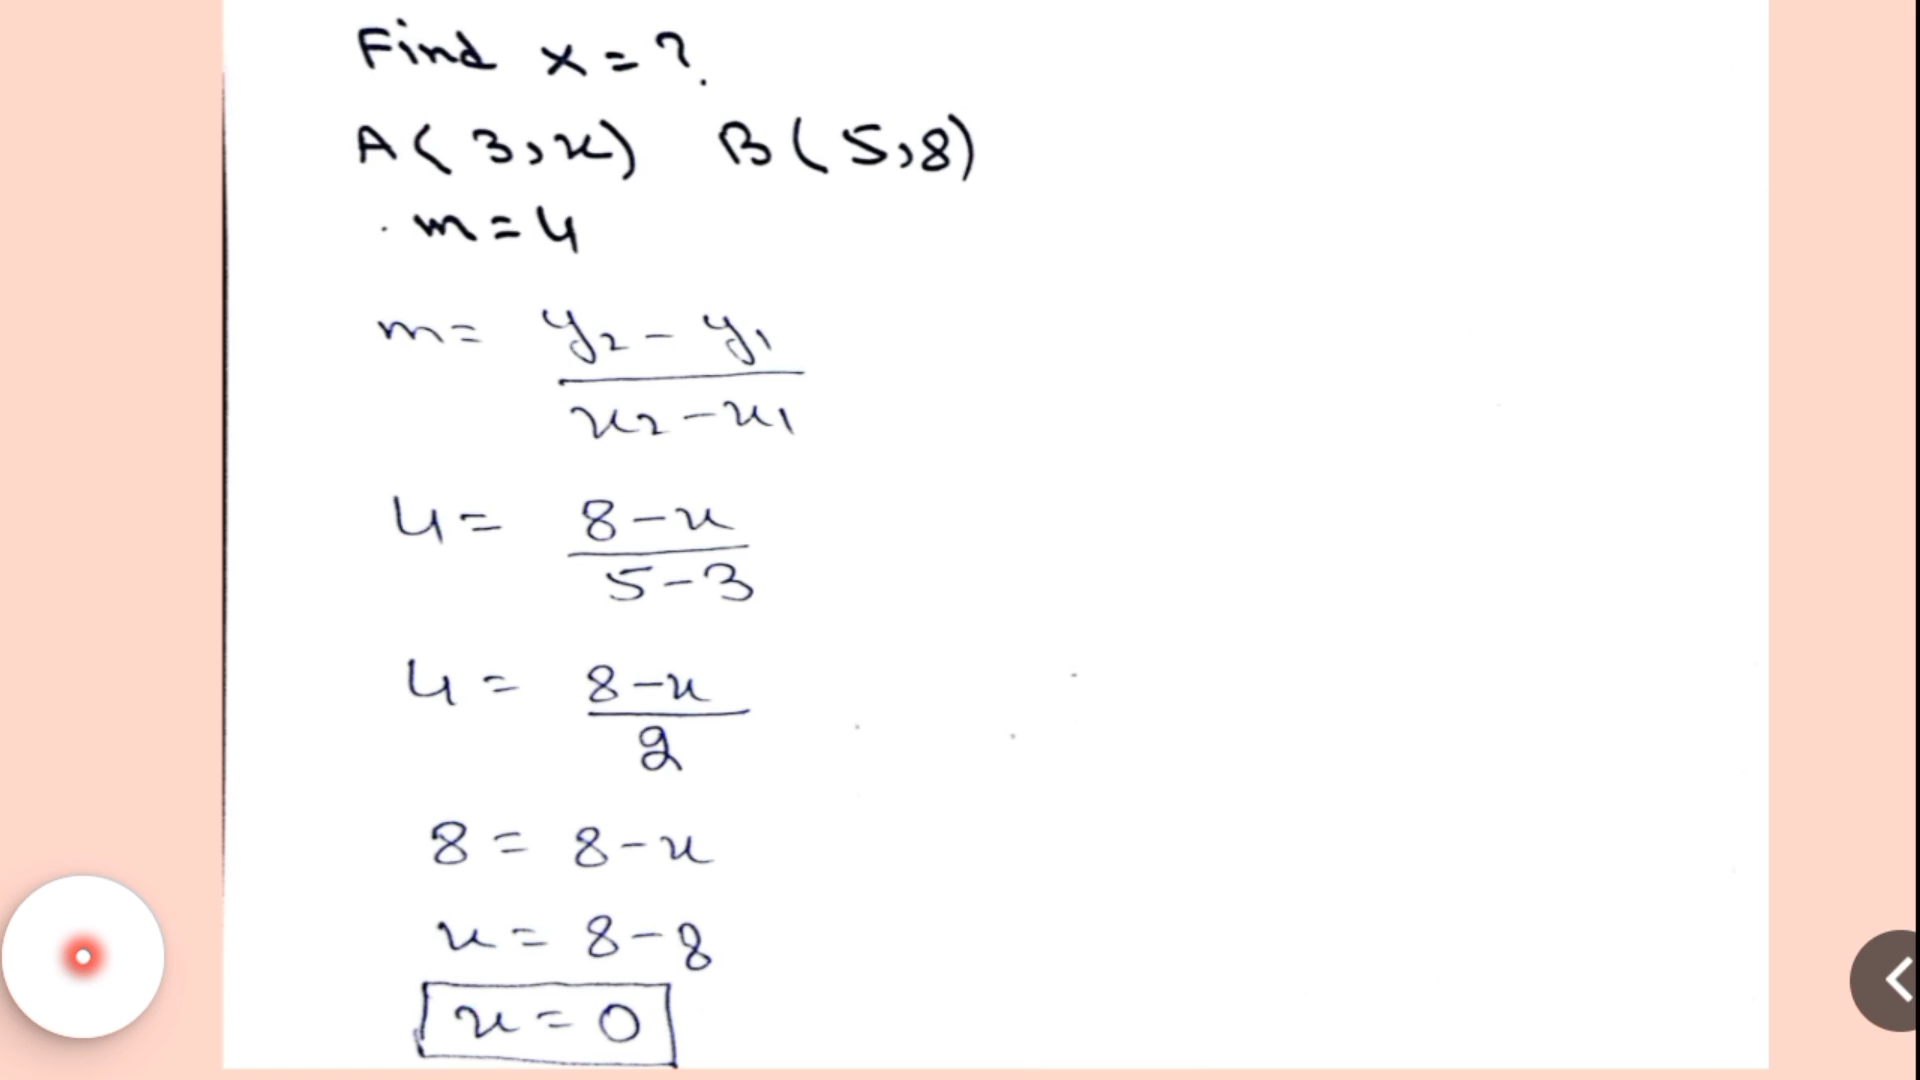 Find x = ?
A(3,x) B(5,8)
m = 4
m = y₂ - y₁
x₂ - x₁
4 = 8 - x
5 - 3
4 = 8 - x
2
8 = 8 - x
x = 8 - 8
x = 0